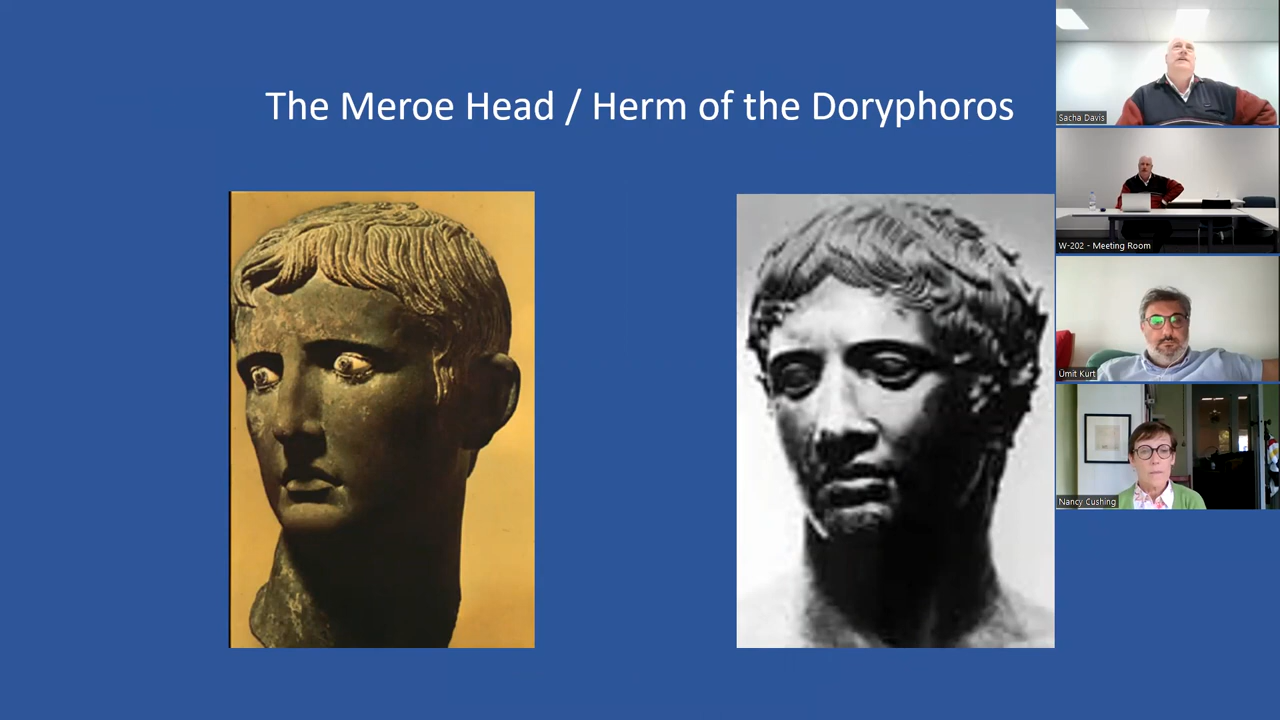 The Meroe Head / Herm of the Doryphoros
Sacha Davis
W-202 - Meeting Room
Ümit Kurt
Nancy Cushing